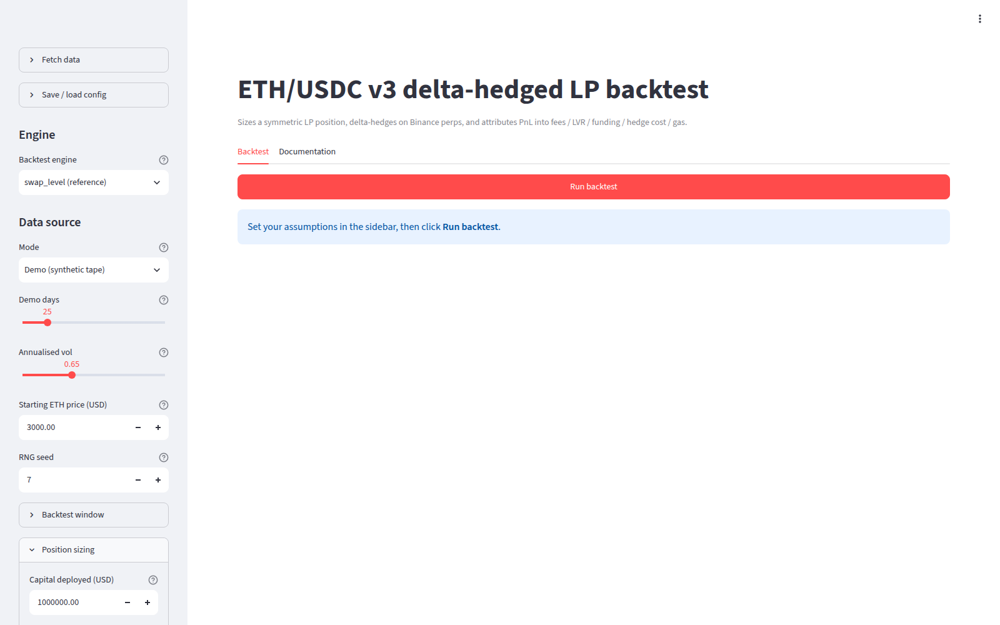 Fetch data
Save / load config
Engine
Backtest engine
swap_level (reference)
Data source
Mode
Demo (synthetic tape)
Demo days
25
Annualised vol
0.65
Starting ETH price (USD)
3000.00
RNG seed
7
Backtest window
Position sizing
Capital deployed (USD)
1000000.00
ETH/USDC v3 delta-hedged LP backtest
Sizes a symmetric LP position, delta-hedges on Binance perps, and attributes PnL into fees / LVR / funding / hedge cost / gas.
Backtest Documentation
Run backtest
Set your assumptions in the sidebar, then click Run backtest.